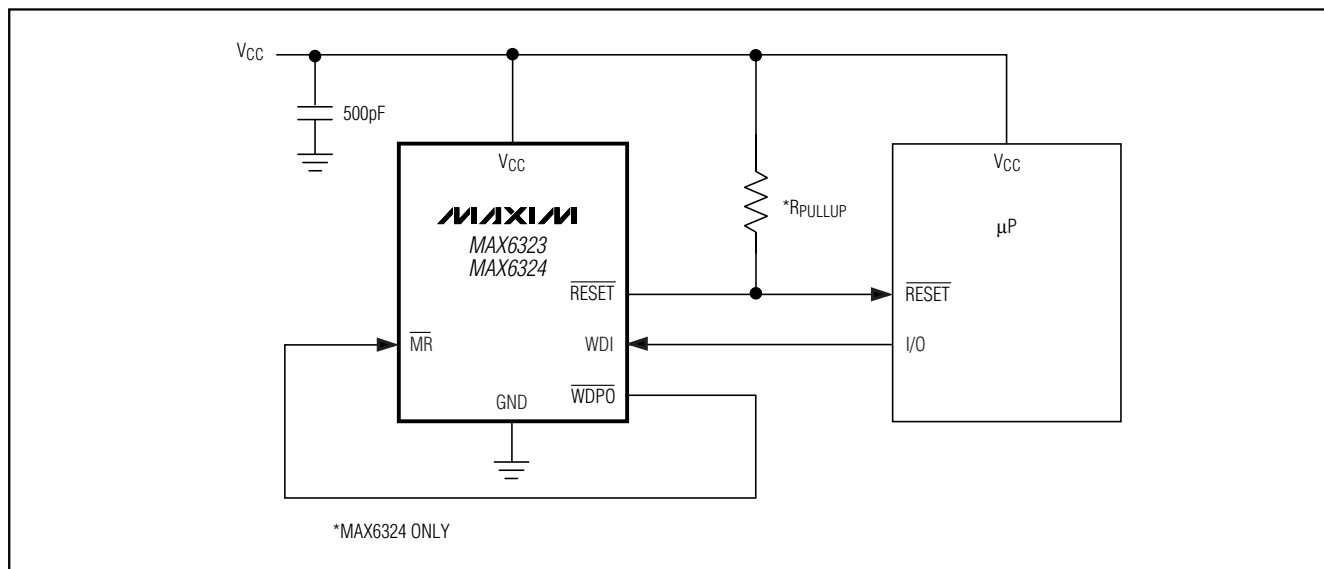 VCC
500pF
VCC
MAXIM
MAX6323
MAX6324
RESET
MR
WDI
WDPO
GND
*RPULLUP
VCC
µP
RESET
I/O
*MAX6324 ONLY